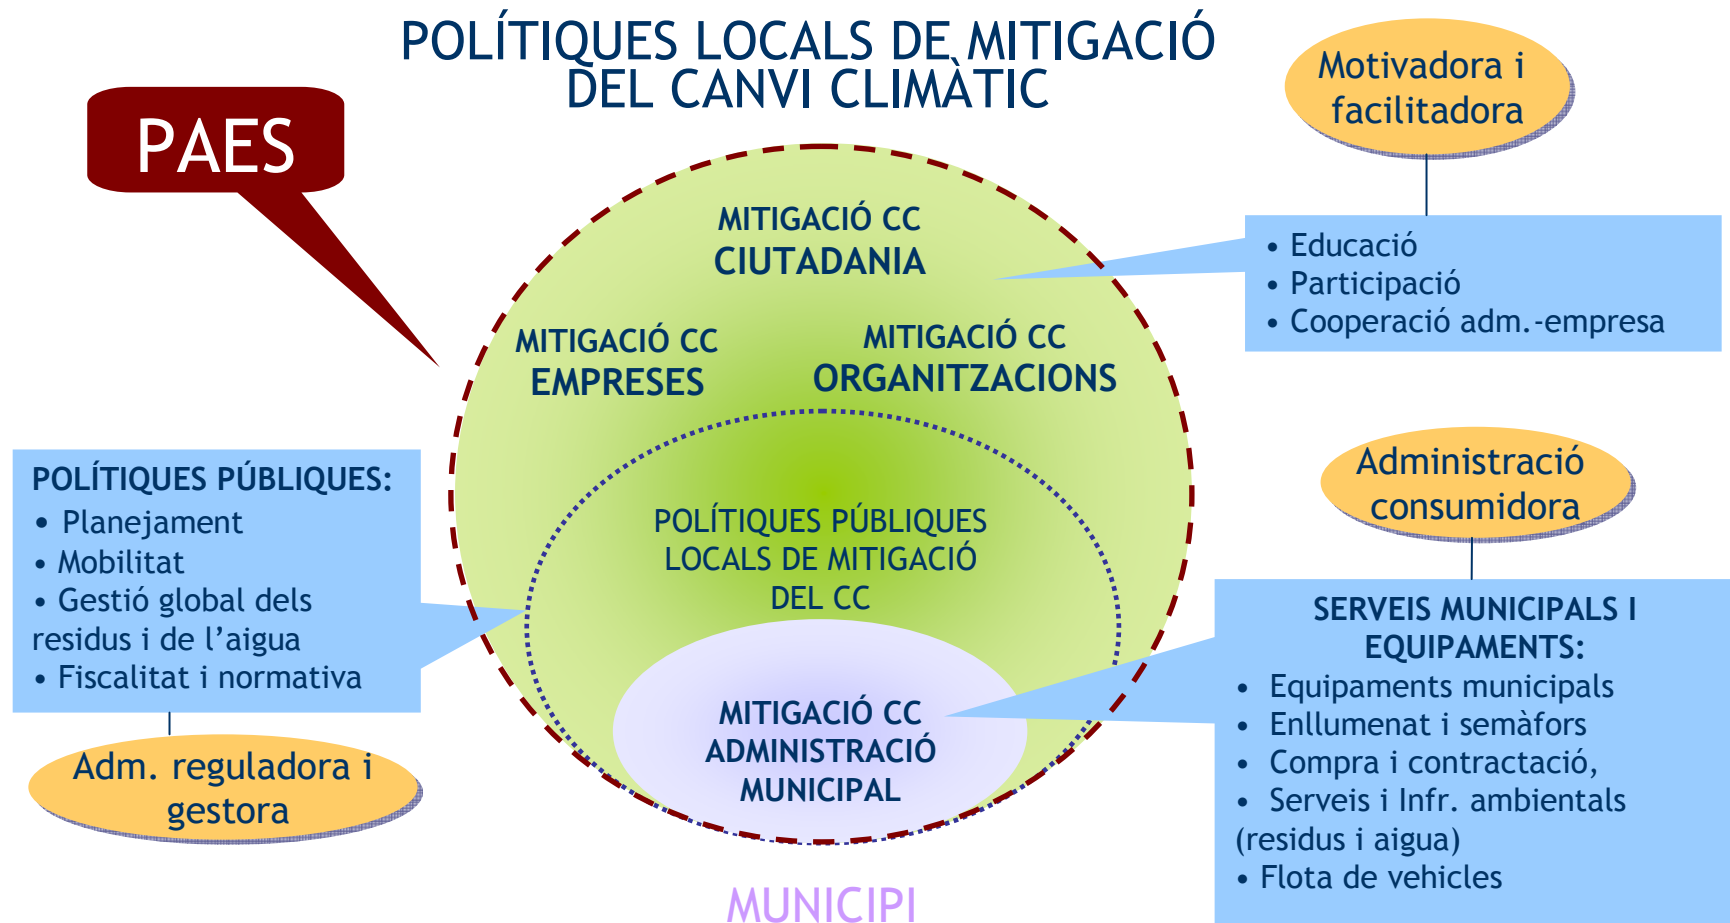 POLÍTIQUES LOCALS DE MITIGACIÓ
DEL CANVI CLIMÀTIC
PAES
Motivadora i
facilitadora
• Educació
• Participació
• Cooperació adm.-empresa
MITIGACIÓ CC
CIUTADANIA
MITIGACIÓ CC
EMPRESES
MITIGACIÓ CC
ORGANITZACIONS
POLÍTIQUES PÚBLIQUES:
• Planejament
• Mobilitat
• Gestió global dels
residus i de l’aigua
• Fiscalitat i normativa
Adm. reguladora i
gestora
POLÍTIQUES PÚBLIQUES
LOCALS DE MITIGACIÓ
DEL CC
MITIGACIÓ CC
ADMINISTRACIÓ
MUNICIPAL
Administració
consumidora
SERVEIS MUNICIPALS I
EQUIPAMENTS:
• Equipaments municipals
• Enllumenat i semàfors
• Compra i contractació,
• Serveis i Infr. ambientals
(residus i aigua)
• Flota de vehicles
MUNICIPI